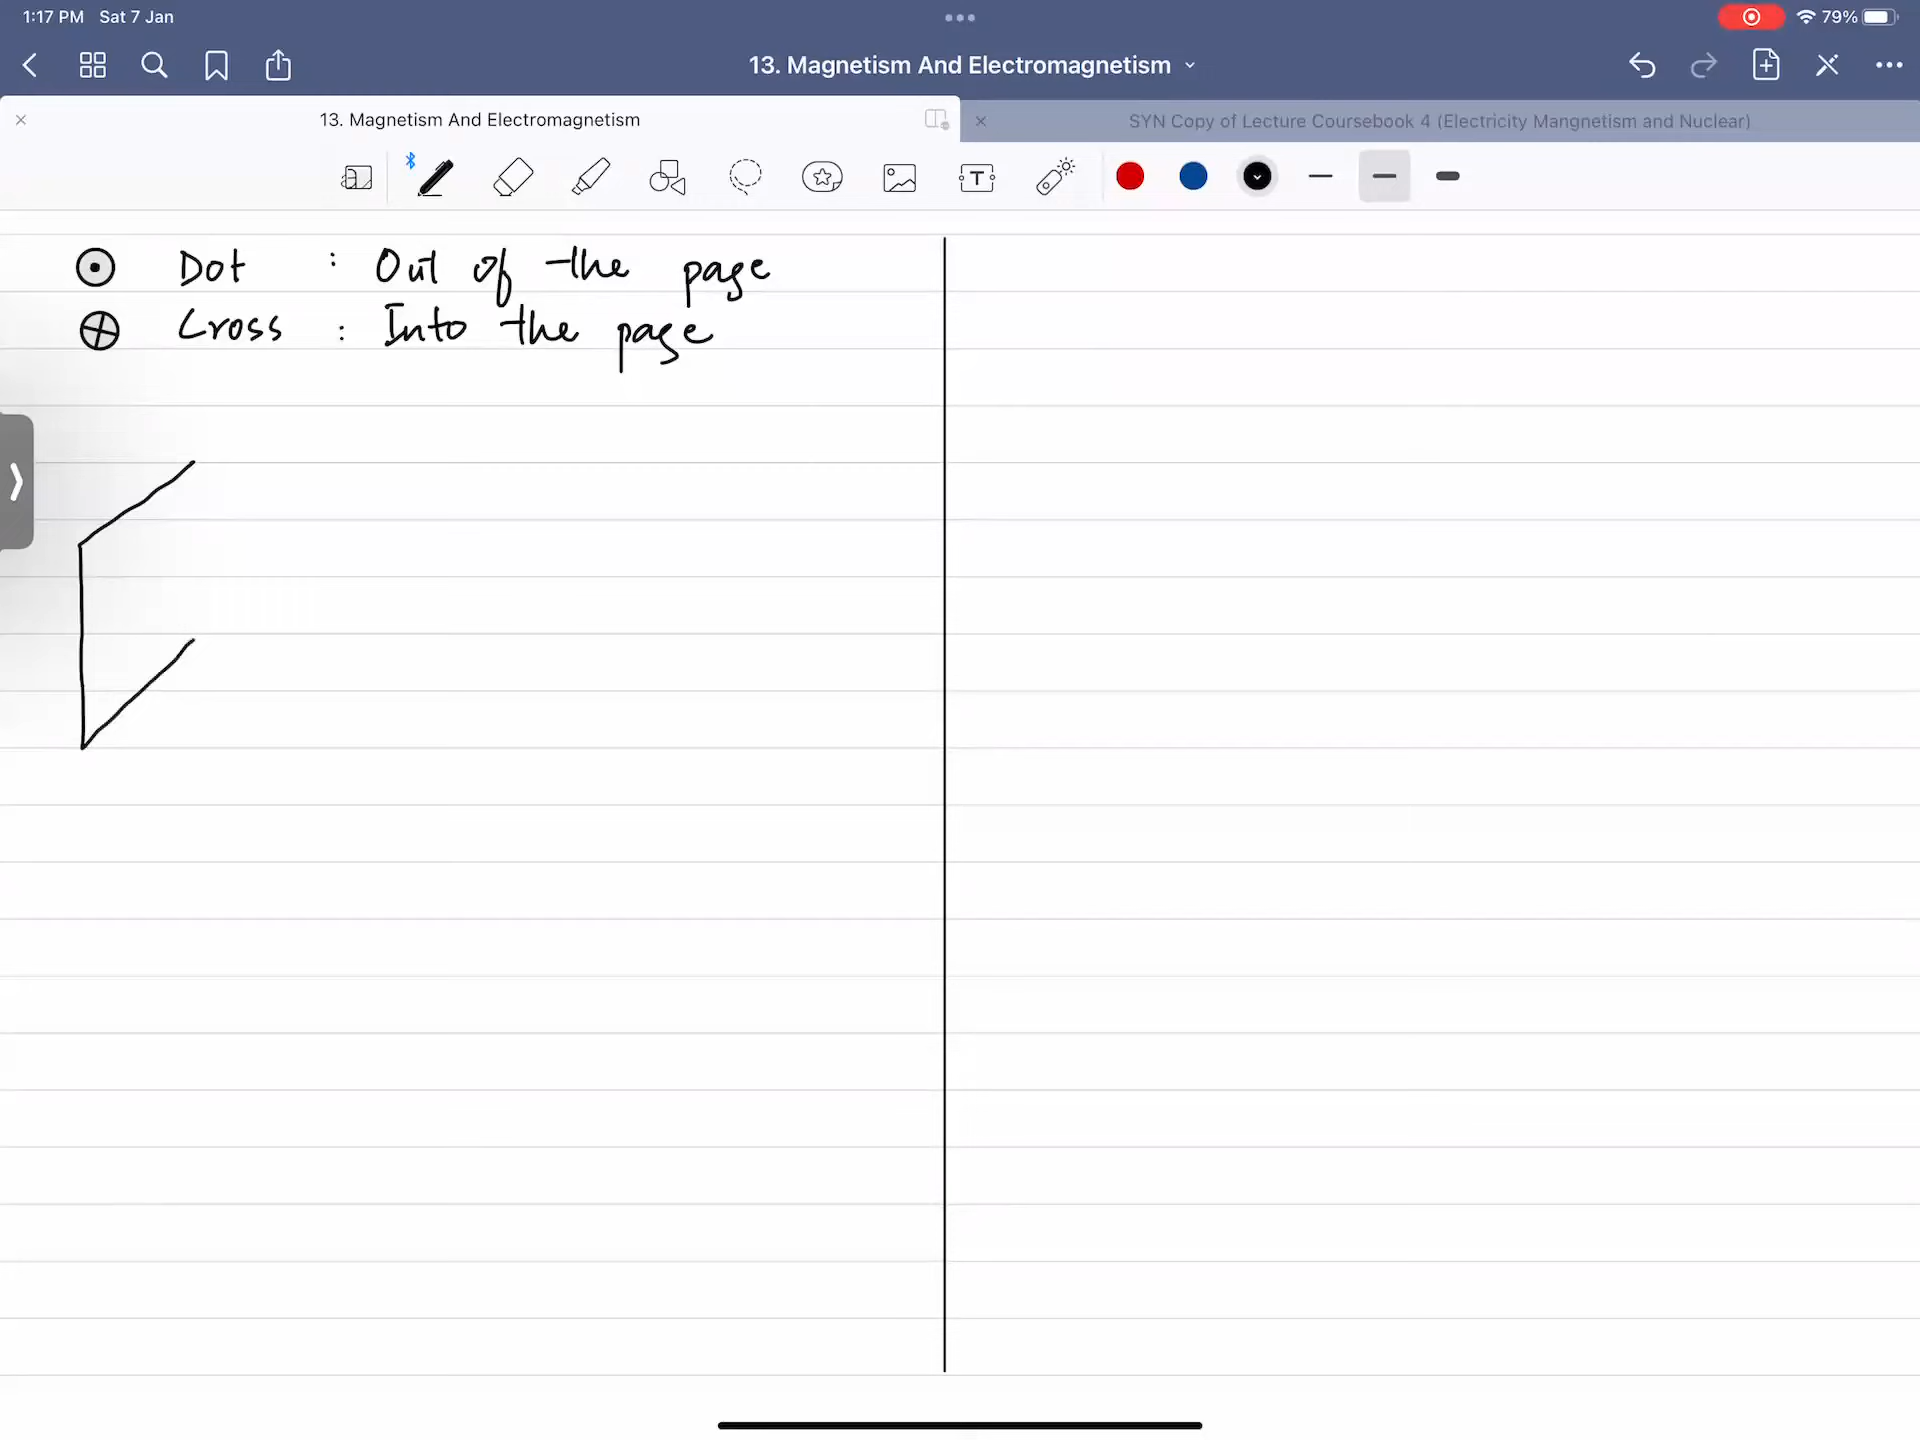 1:17 PM Sat 7 Jan
79%
13. Magnetism And Electromagnetism
13. Magnetism And Electromagnetism
SYN Copy of Lecture Coursebook 4 (Electricity Mangnetism and Nuclear)
Dot : Out of the page
Cross : Into the page